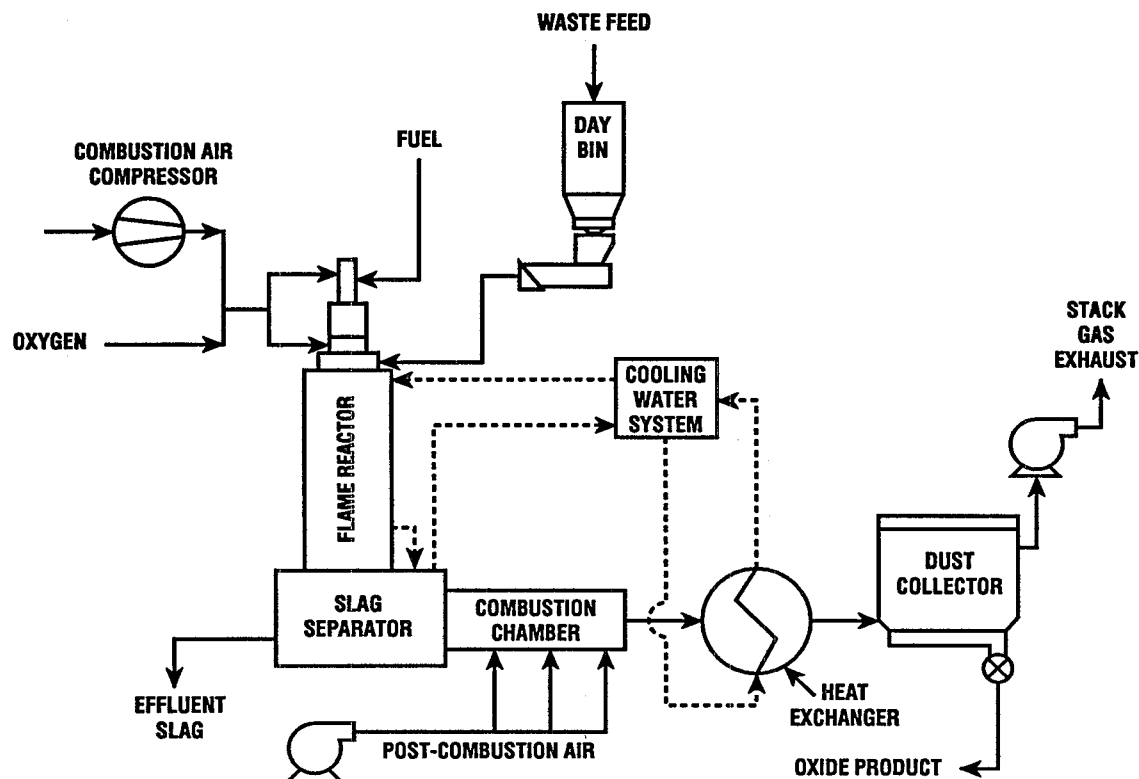 WASTE FEED
DAY
BIN
FUEL
COMBUSTION AIR
COMPRESSOR
OXYGEN
STACK
GAS
EXHAUST
COOLING
WATER
SYSTEM
FLAME REACTOR
DUST
COLLECTOR
SLAG
SEPARATOR
COMBUSTION
CHAMBER
EFFLUENT
SLAG
HEAT
EXCHANGER
POST-COMBUSTION AIR
OXIDE PRODUCT